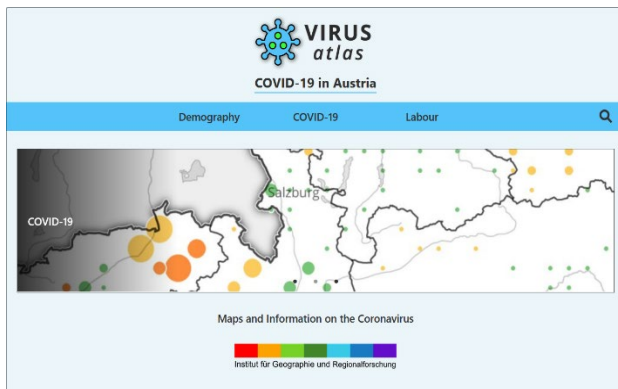 VIRUS
atlas
COVID-19 in Austria
Demography COVID-19 Labour
Salzburg
COVID-19
Maps and Information on the Coronavirus
Institut für Geographie und Regionalforschung